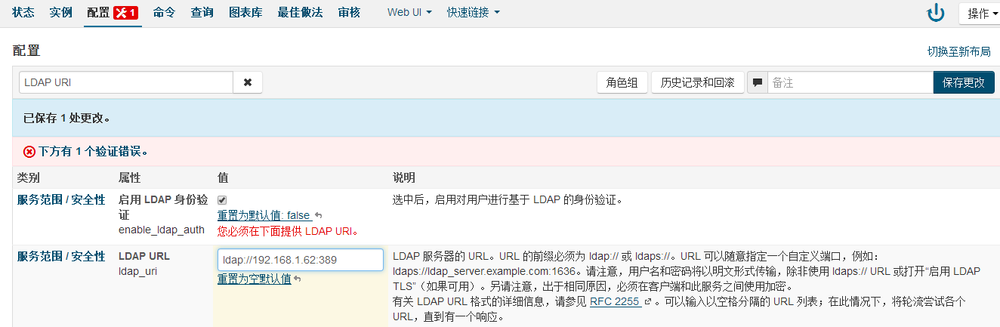 状态 实例 配置 1 命令 查询 图表库 最佳做法 审核 Web UI 快速链接 操作
配置 切换至新布局
LDAP URI 角色组 历史记录和回滚 备注 保存更改
已保存 1 处更改。
下方有 1 个验证错误。
类别 属性 值 说明
服务范围 / 安全性 启用 LDAP 身份验 选中后，启用对用户进行基于 LDAP 的身份验证。
证 重置为默认值: false
enable_ldap_auth 您必须在下面提供 LDAP URI。
服务范围 / 安全性 LDAP URL ldap://192.168.1.62:389 LDAP 服务器的 URL。URL 的前缀必须为 ldap:// 或 ldaps://。URL 可以随意指定一个自定义端口，例如：
ldap_uri 重置为空默认值 ldaps://ldap_server.example.com:1636。请注意，用户名和密码将以明文形式传输，除非使用 ldaps:// URL 或打开“启用 LDAP
TLS”（如果可用）。另请注意，出于相同原因，必须在客户端和此服务之间使用加密。
有关 LDAP URL 格式的详细信息，请参见 RFC 2255 。可以输入以空格分隔的 URL 列表；在此情况下，将轮流尝试各个
URL，直到有一个响应。